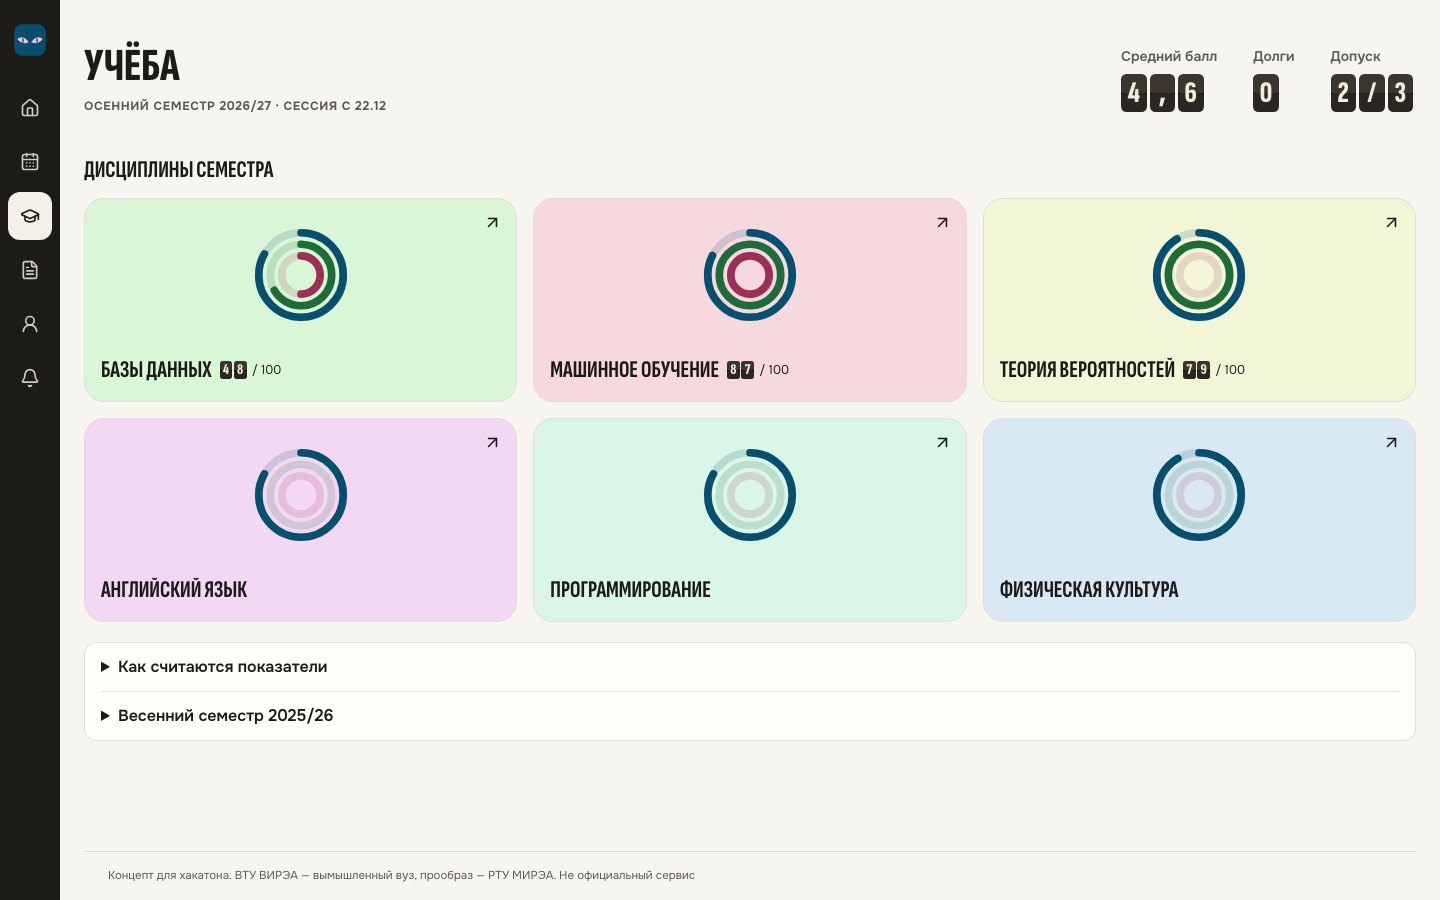 УЧЁБА
ОСЕННИЙ СЕМЕСТР 2026/27 · СЕССИЯ С 22.12
Средний балл
4,6
Долги
0
Допуск
2/3
ДИСЦИПЛИНЫ СЕМЕСТРА
БАЗЫ ДАННЫХ 48 / 100
МАШИННОЕ ОБУЧЕНИЕ 87 / 100
ТЕОРИЯ ВЕРОЯТНОСТЕЙ 79 / 100
АНГЛИЙСКИЙ ЯЗЫК
ПРОГРАММИРОВАНИЕ
ФИЗИЧЕСКАЯ КУЛЬТУРА
Как считаются показатели
Весенний семестр 2025/26
Концепт для хакатона. ВТУ ВИРЭА — вымышленный вуз, прообраз — РТУ МИРЭА. Не официальный сервис